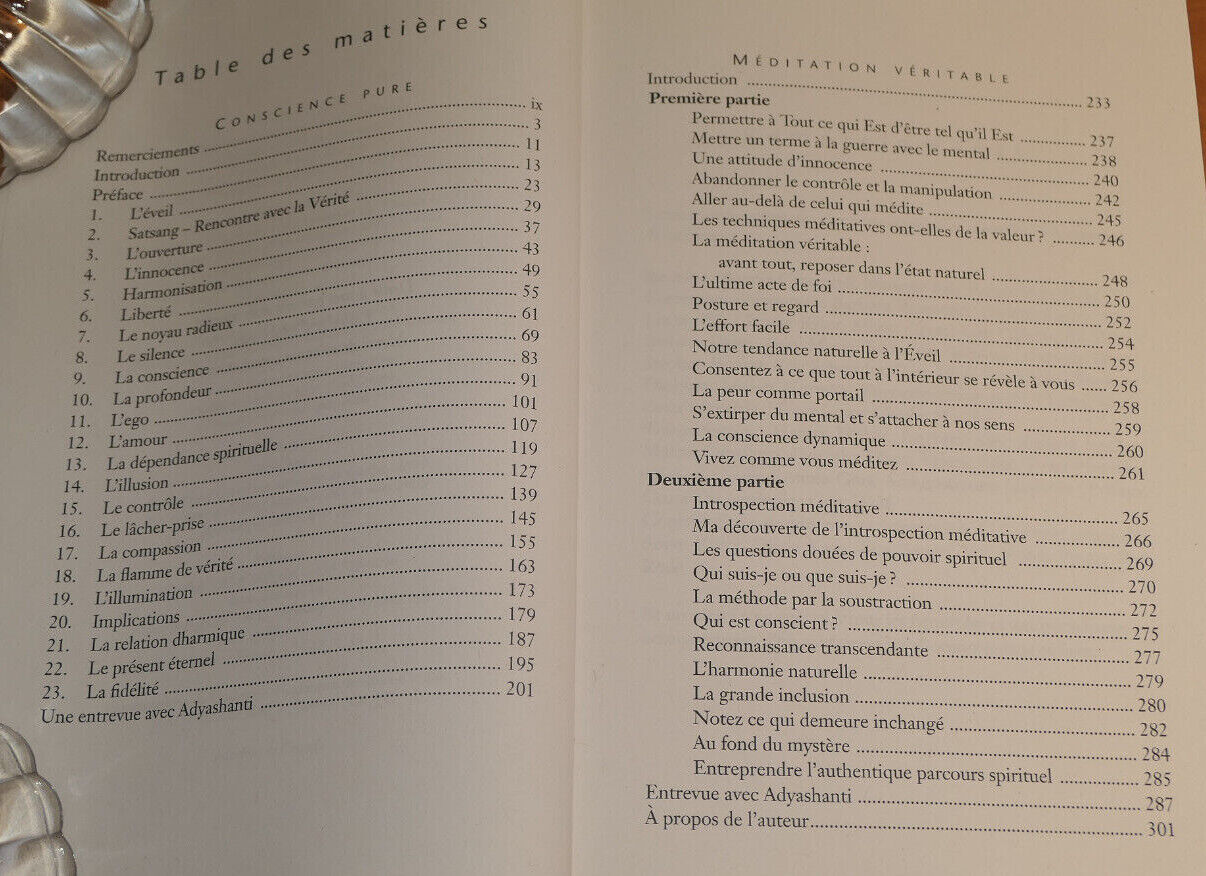 Table des matières
CONSCIENCE PURE
Remerciements ........ ix
Introduction ........ 3
Préface ........ 11
1. L'éveil ........ 13
2. Satsang – Rencontre avec la Vérité ........ 23
3. L'ouverture ........ 29
4. L'innocence ........ 37
5. Harmonisation ........ 43
6. Liberté ........ 49
7. Le noyau radieux ........ 55
8. Le silence ........ 61
9. La conscience ........ 69
10. La profondeur ........ 83
11. L'ego ........ 91
12. L'amour ........ 101
13. La dépendance spirituelle ........ 107
14. L'illusion ........ 119
15. Le contrôle ........ 127
16. Le lâcher-prise ........ 139
17. La compassion ........ 145
18. La flamme de vérité ........ 155
19. L'illumination ........ 163
20. Implications ........ 173
21. La relation dharmique ........ 179
22. Le présent éternel ........ 187
23. La fidélité ........ 195
Une entrevue avec Adyashanti ........ 201
MÉDITATION VÉRITABLE
Introduction ........ 233
Première partie
Permettre à Tout ce qui Est d'être tel qu'il Est ........ 237
Mettre un terme à la guerre avec le mental ........ 238
Une attitude d'innocence ........ 240
Abandonner le contrôle et la manipulation ........ 242
Aller au-delà de celui qui médite ........ 245
Les techniques méditatives ont-elles de la valeur ? ........ 246
La méditation véritable :
avant tout, reposer dans l'état naturel ........ 248
L'ultime acte de foi ........ 250
Posture et regard ........ 252
L'effort facile ........ 254
Notre tendance naturelle à l'Éveil ........ 255
Consentez à ce que tout à l'intérieur se révèle à vous ...... 256
La peur comme portail ........ 258
S'extirper du mental et s'attacher à nos sens ........ 259
La conscience dynamique ........ 260
Vivez comme vous méditez ........ 261
Deuxième partie
Introspection méditative ........ 265
Ma découverte de l'introspection méditative ........ 266
Les questions douées de pouvoir spirituel ........ 269
Qui suis-je ou que suis-je ? ........ 270
La méthode par la soustraction ........ 272
Qui est conscient ? ........ 275
Reconnaissance transcendante ........ 277
L'harmonie naturelle ........ 279
La grande inclusion ........ 280
Notez ce qui demeure inchangé ........ 282
Au fond du mystère ........ 284
Entreprendre l'authentique parcours spirituel ........ 285
Entrevue avec Adyashanti ........ 287
À propos de l'auteur ........ 301